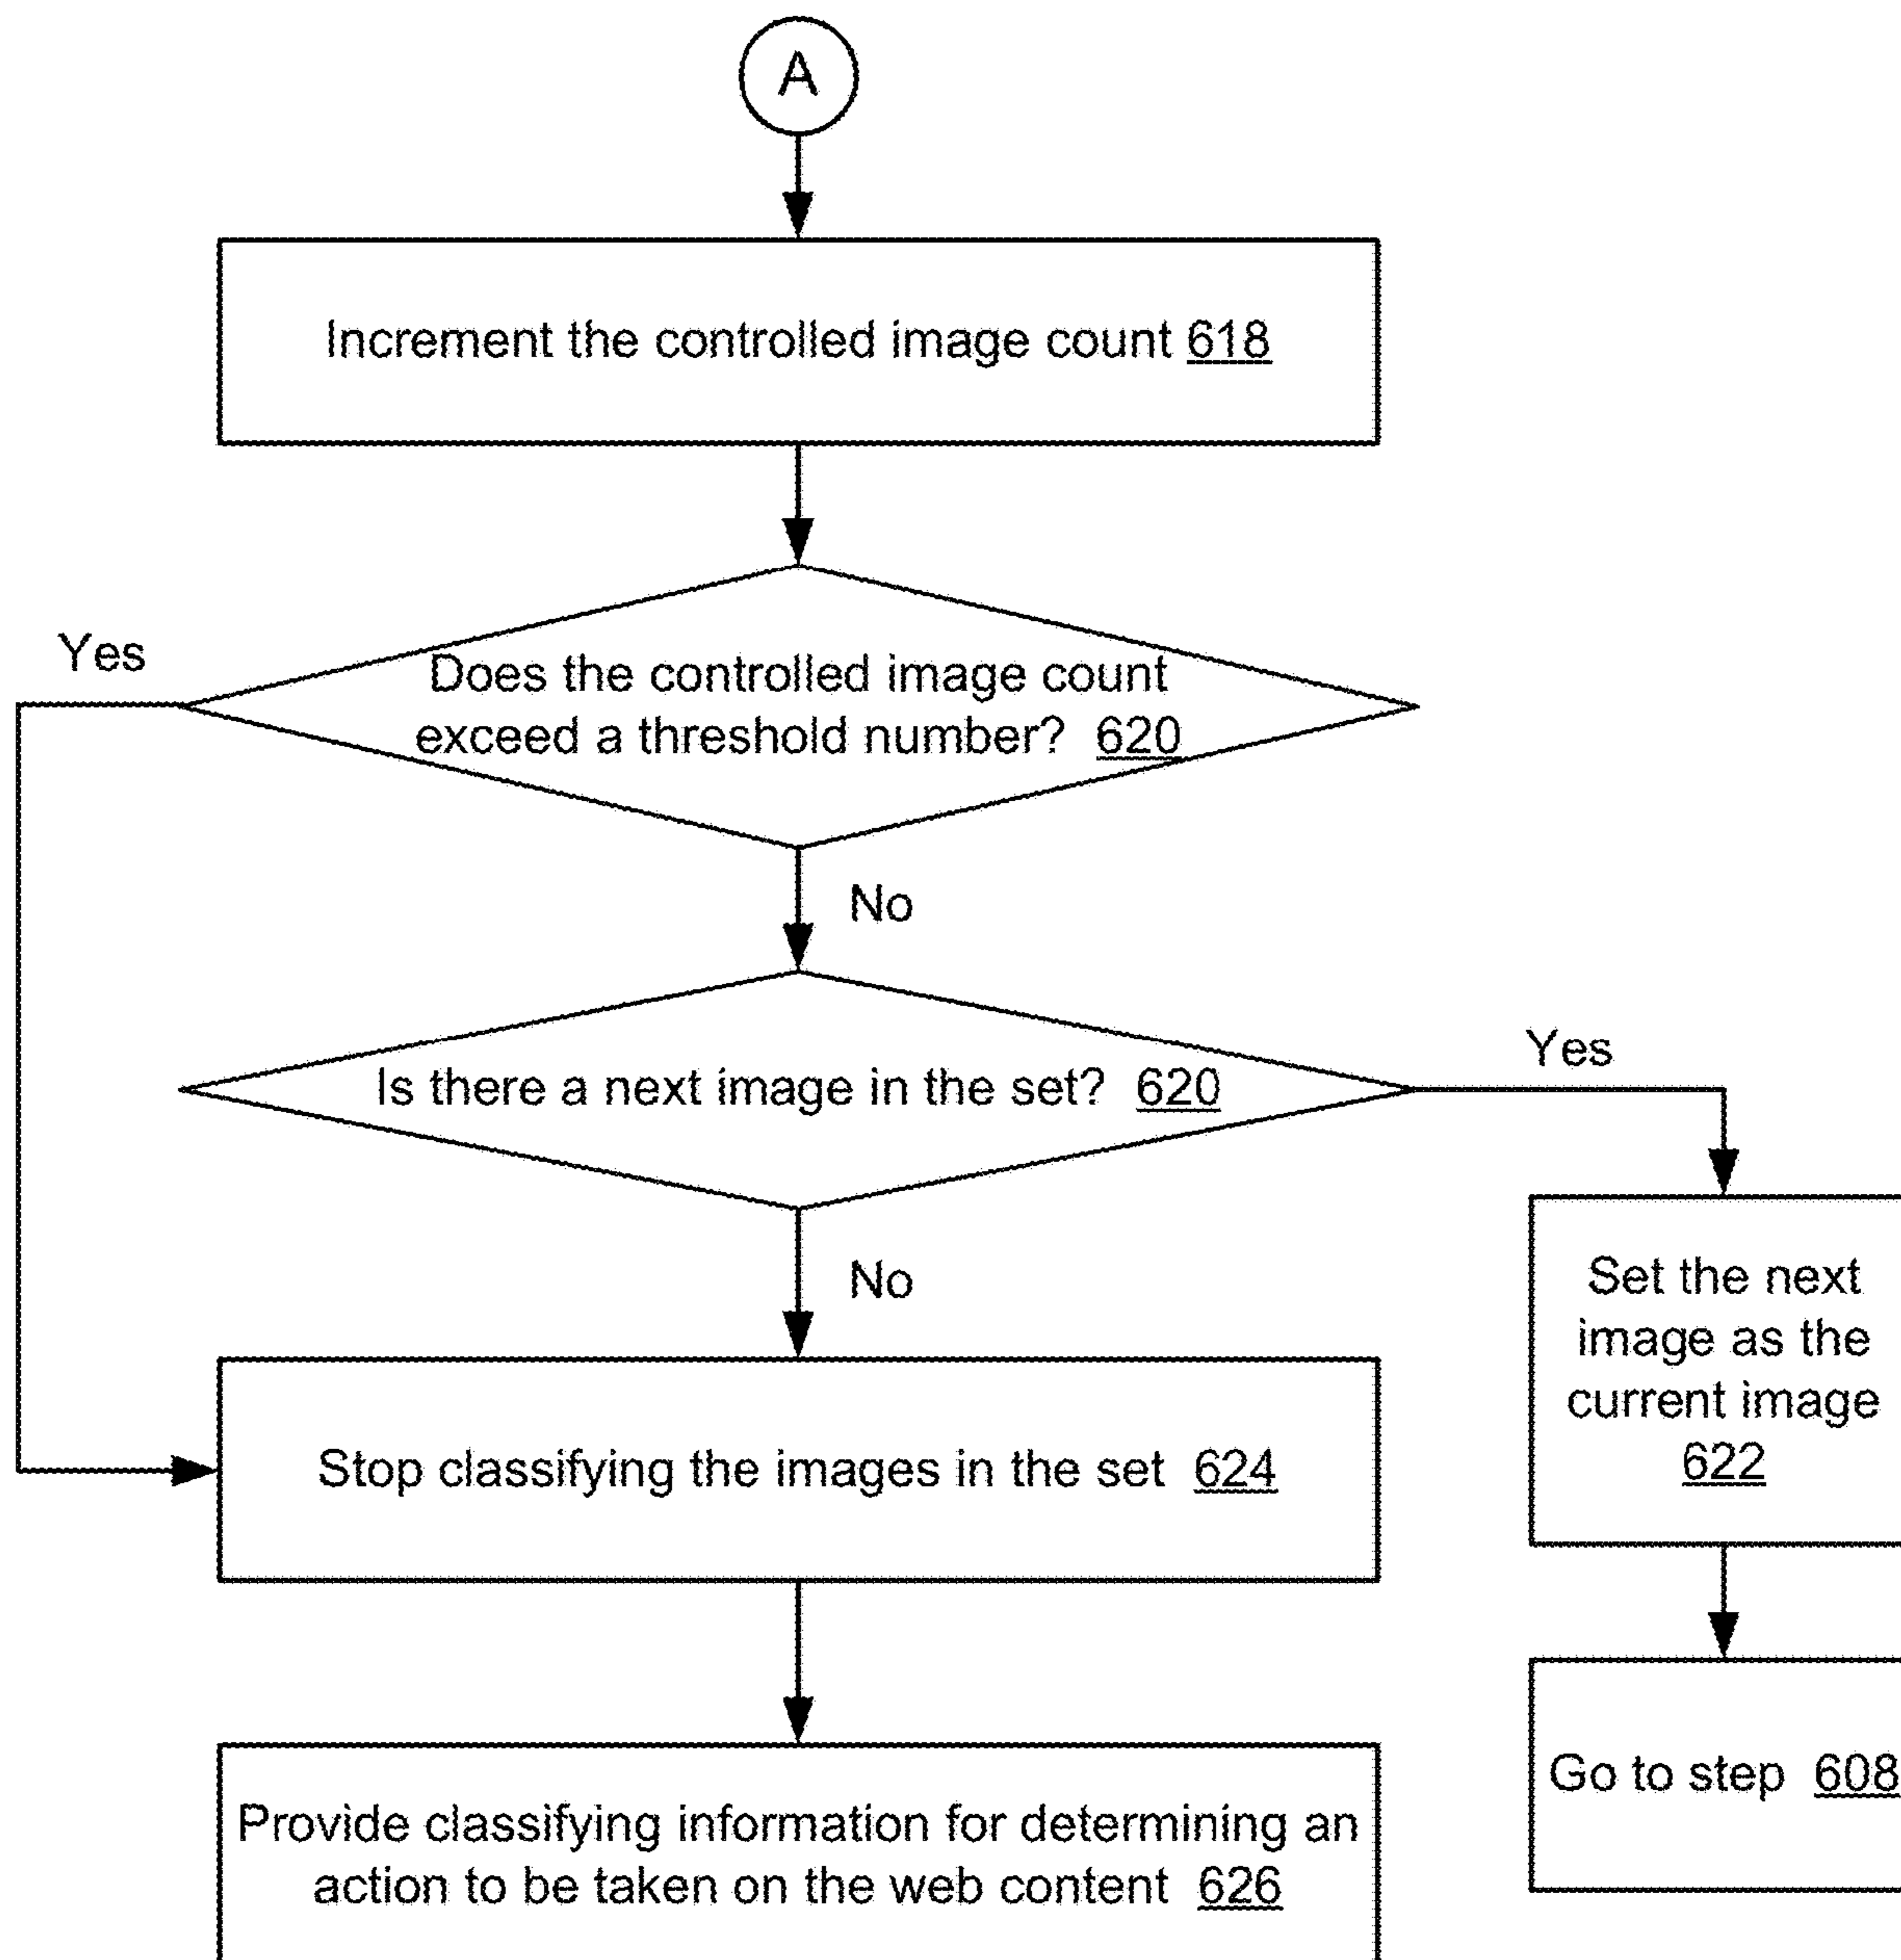 A
Increment the controlled image count 618
Yes
Does the controlled image count
exceed a threshold number? 620
No
Is there a next image in the set? 620
Yes
No
Set the next
image as the
current image
622
Stop classifying the images in the set 624
Go to step 608
Provide classifying information for determining an
action to be taken on the web content 626